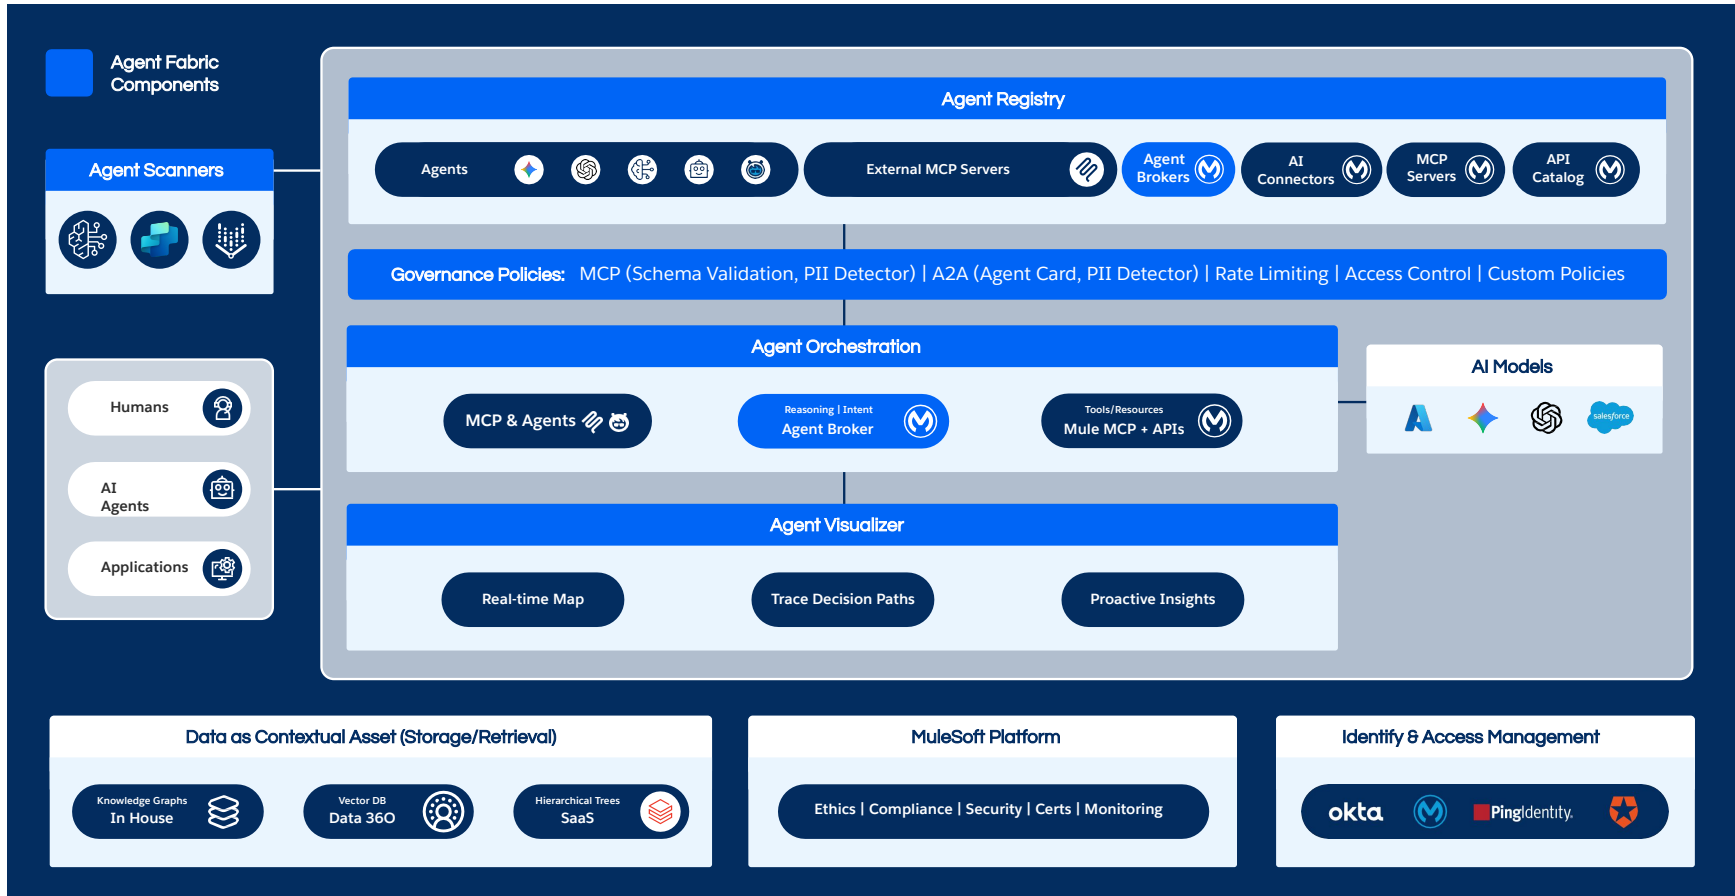 Agent Fabric
Components
Agent Scanners
Humans
AI
Agents
Applications
Agent Registry
Agents
External MCP Servers
Agent
Brokers
AI
Connectors
MCP
Servers
API
Catalog
Governance Policies: MCP (Schema Validation, PII Detector) | A2A (Agent Card, PII Detector) | Rate Limiting | Access Control | Custom Policies
Agent Orchestration
MCP & Agents
Reasoning | Intent
Agent Broker
Tools/Resources
Mule MCP + APIs
AI Models
salesforce
Agent Visualizer
Real-time Map
Trace Decision Paths
Proactive Insights
Data as Contextual Asset (Storage/Retrieval)
Knowledge Graphs
In House
Vector DB
Data 36O
Hierarchical Trees
SaaS
MuleSoft Platform
Ethics | Compliance | Security | Certs | Monitoring
Identify & Access Management
okta
PingIdentity.